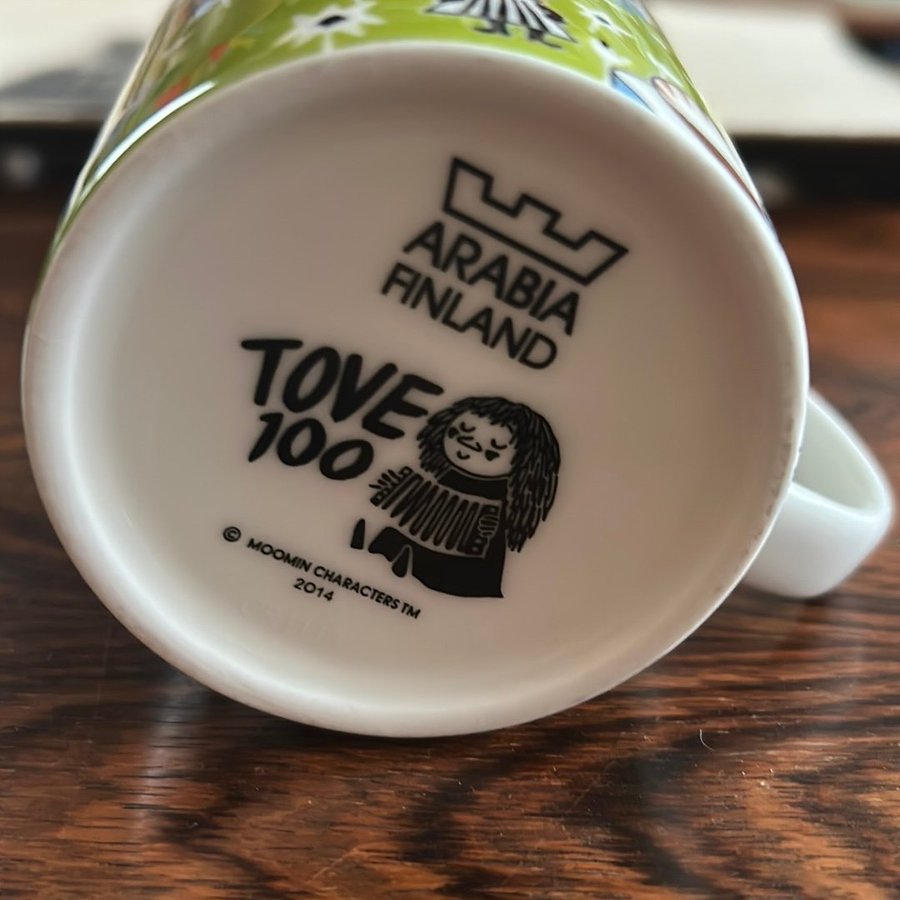 ARABIA
FINLAND
TOVE
100
© MOOMIN CHARACTERS TM
2014